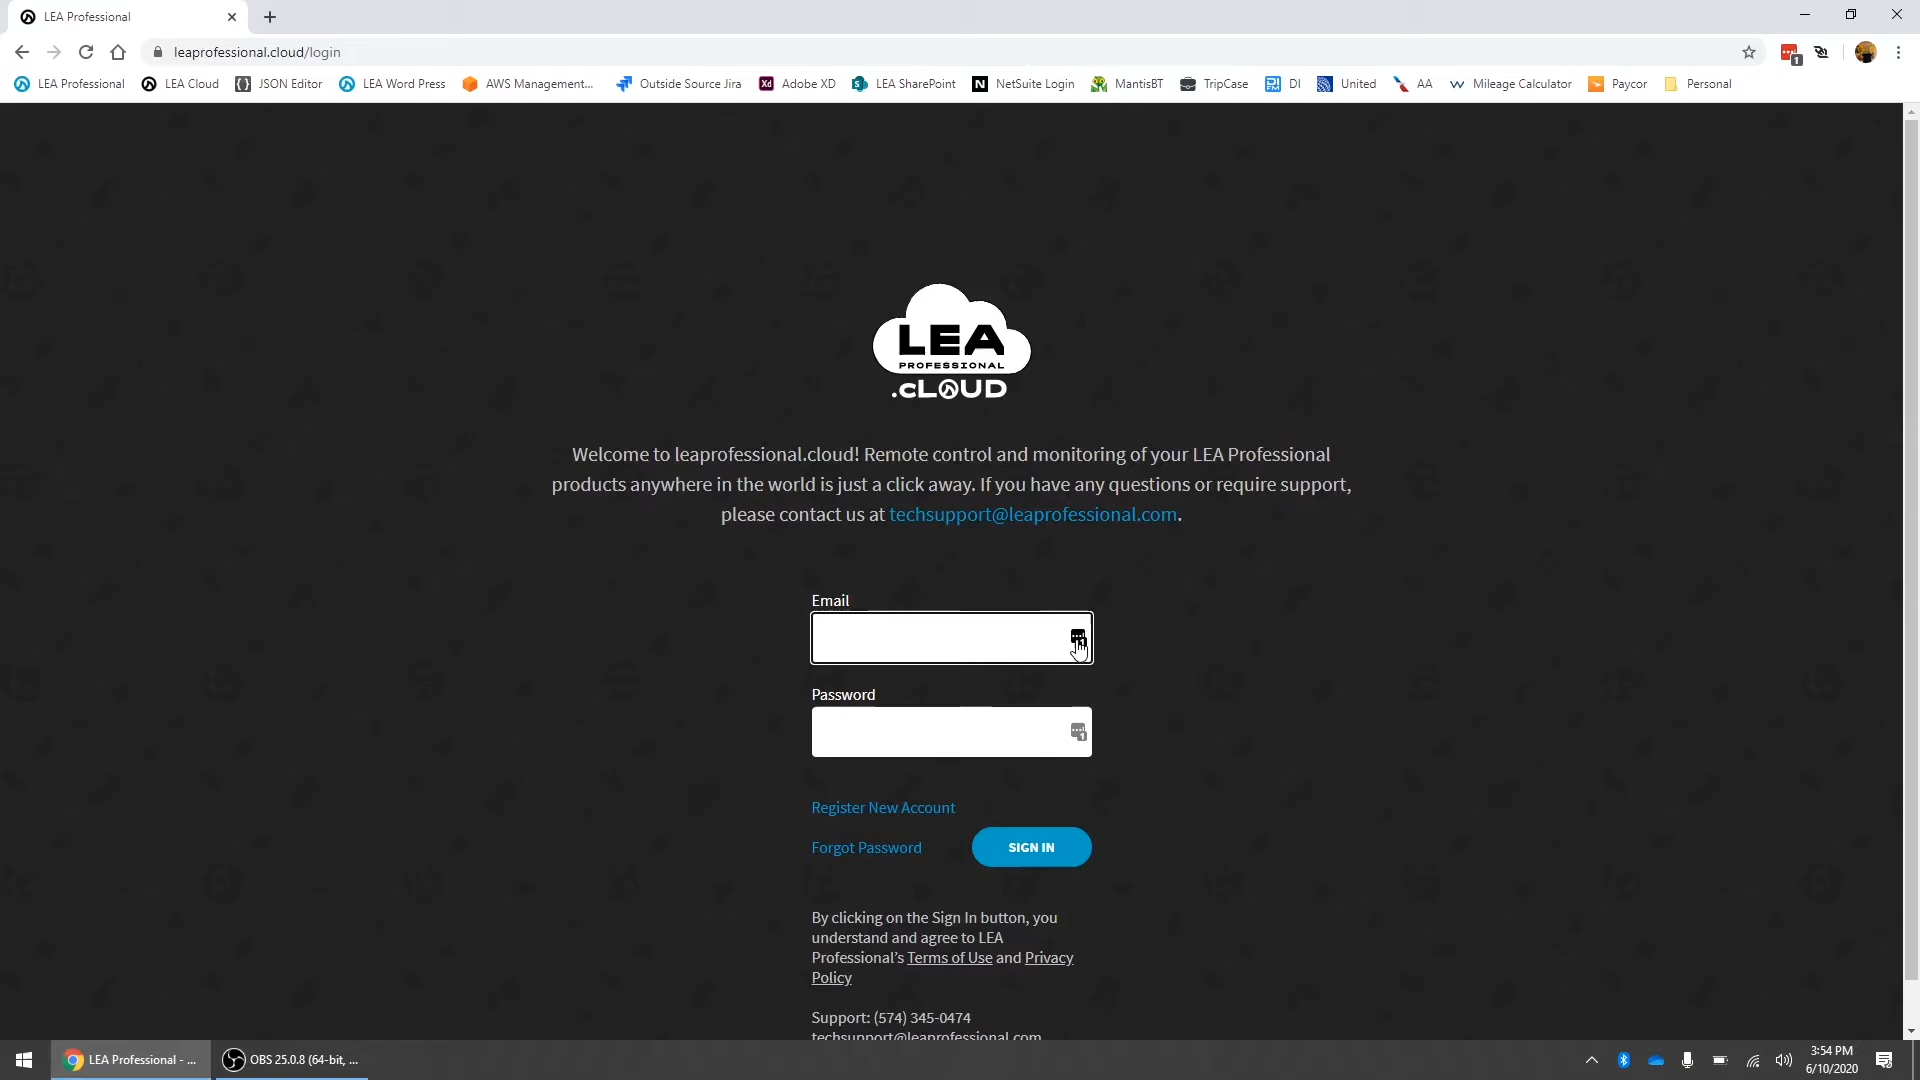 LEA Professional
leaprofessional.cloud/login
1
LEA Professional LEA Cloud JSON Editor LEA Word Press AWS Management... Outside Source Jira Adobe XD LEA SharePoint NetSuite Login MantisBT TripCase DI United AA Mileage Calculator Paycor Personal
LEA
PROFESSIONAL
.CLOUD
Welcome to leaprofessional.cloud! Remote control and monitoring of your LEA Professional
products anywhere in the world is just a click away. If you have any questions or require support,
please contact us at techsupport@leaprofessional.com.
Email
Password
1
Register New Account
Forgot Password SIGN IN
By clicking on the Sign In button, you
understand and agree to LEA
Professional's Terms of Use and Privacy
Policy
Support: (574) 345-0474
techsupport@leaprofessional.com
LEA Professional - ... OBS 25.0.8 (64-bit, ... 3:54 PM
6/10/2020